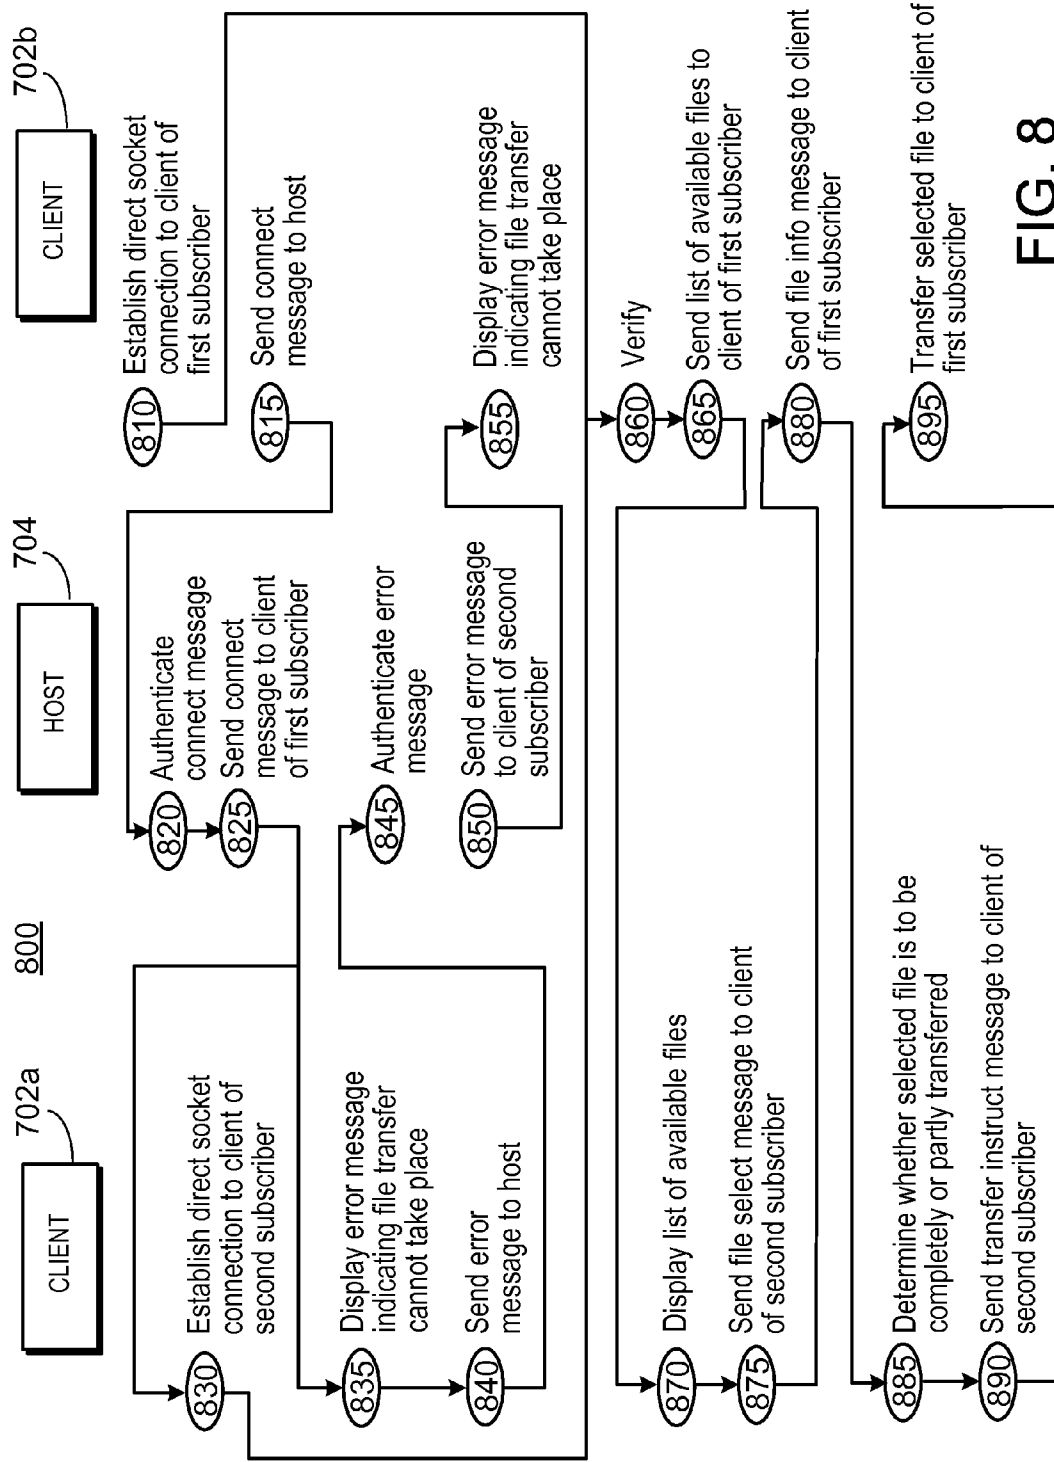 800
702a
CLIENT
704
HOST
702b
CLIENT
810
Establish direct socket
connection to client of
first subscriber
815
Send connect
message to host
820
Authenticate
connect message
825
Send connect
message to client
of first subscriber
830
Establish direct socket
connection to client of
second subscriber
835
Display error message
indicating file transfer
cannot take place
840
Send error
message to host
845
Authenticate error
message
850
Send error message
to client of second
subscriber
855
Display error message
indicating file transfer
cannot take place
860
Verify
865
Send list of available files to
client of first subscriber
870
Display list of available files
875
Send file select message to client
of second subscriber
880
Send file info message to client
of first subscriber
885
Determine whether selected file is to be
completely or partly transferred
890
Send transfer instruct message to client of
second subscriber
895
Transfer selected file to client of
first subscriber
FIG. 8